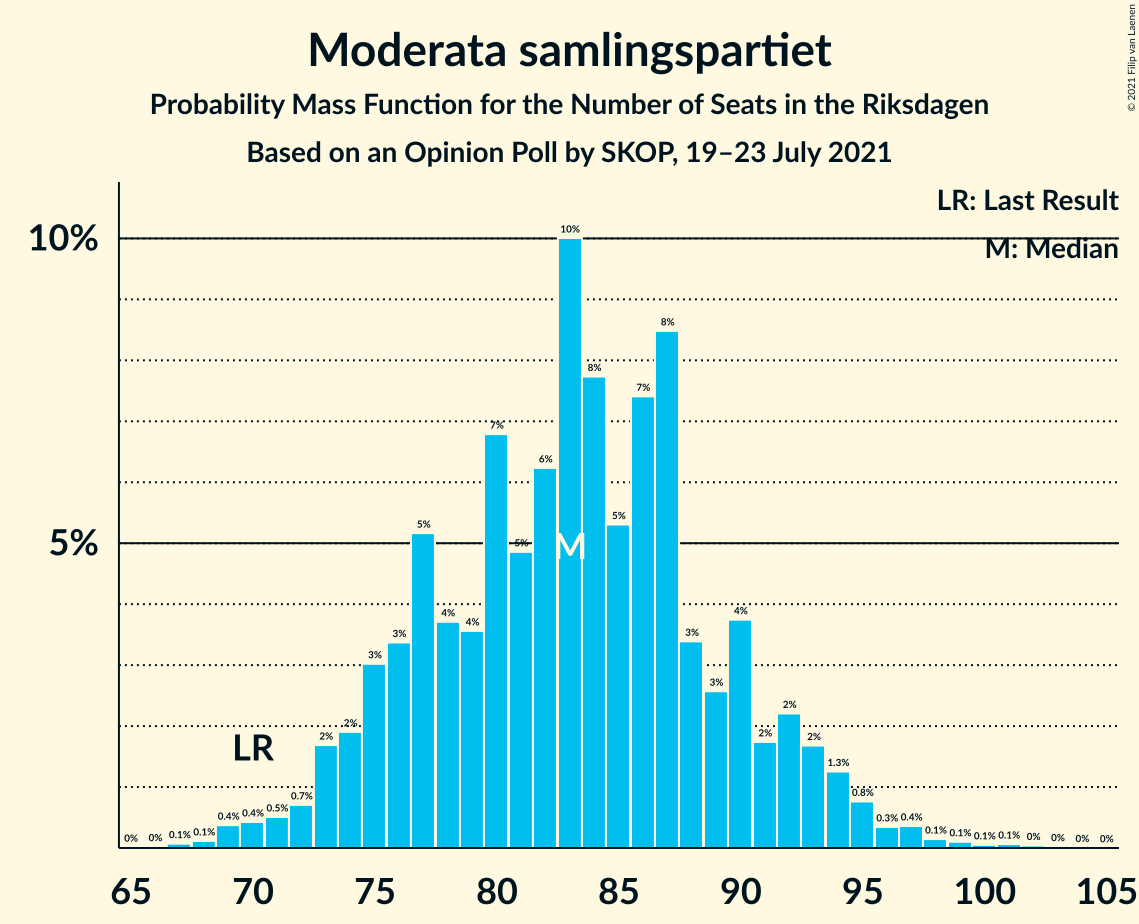 © 2021 Filip van Laenen
Moderata samlingspartiet
Probability Mass Function for the Number of Seats in the Riksdagen
Based on an Opinion Poll by SKOP, 19–23 July 2021
LR: Last Result
M: Median
10%
5%
LR
M
0% 0% 0.1% 0.1% 0.4% 0.4% 0.5% 0.7% 2% 2% 3% 3% 5% 4% 4% 7% 5% 6% 10% 8% 5% 7% 8% 3% 3% 4% 2% 2% 2% 1.3% 0.8% 0.3% 0.4% 0.1% 0.1% 0.1% 0.1% 0% 0% 0% 0%
65 70 75 80 85 90 95 100 105